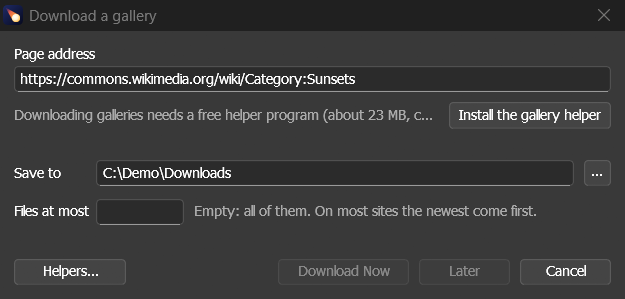 Download a gallery
Page address
https://commons.wikimedia.org/wiki/Category:Sunsets
Downloading galleries needs a free helper program (about 23 MB, c...
Install the gallery helper
Save to
C:\Demo\Downloads
...
Files at most
Empty: all of them. On most sites the newest come first.
Helpers...
Download Now
Later
Cancel